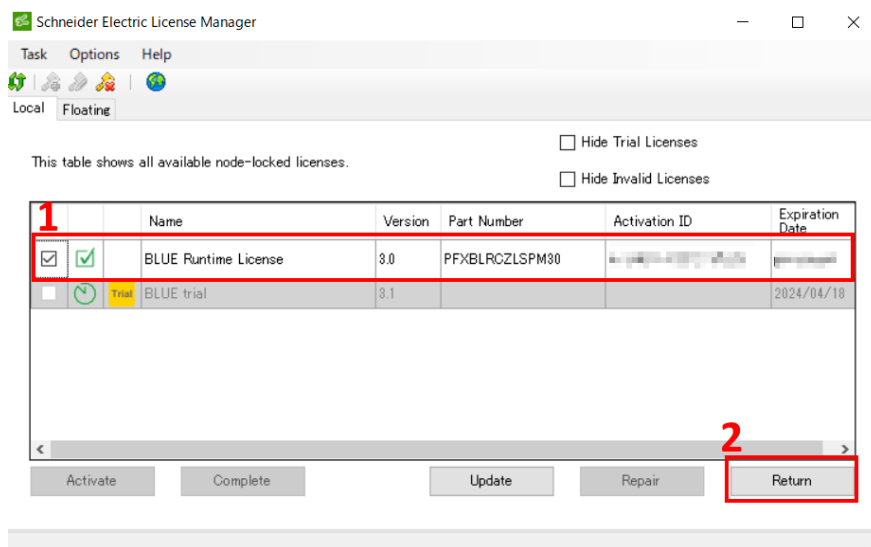 Schneider Electric License Manager
Task Options Help
Local Floating
Hide Trial Licenses
This table shows all available node-locked licenses.
Hide Invalid Licenses
1
Name Version Part Number Activation ID Expiration Date
BLUE Runtime License 3.0 PFXBLRCZLSPM30
Trial BLUE trial 3.1 2024/04/18
2
Activate Complete Update Repair Return